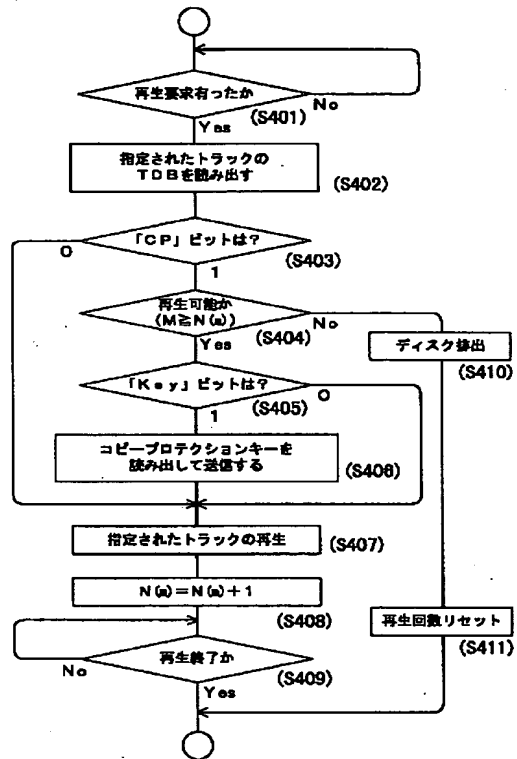 再生要求有ったか
No
Yes
(S401)
指定されたトラックの
TDBを読み出す
(S402)
「CP」ビットは?
0
(S403)
1
再生可能か
(M≧N(m))
No
(S404)
Yes
ディスク排出
(S410)
「Key」ビットは?
0
(S405)
1
コピープロテクションキーを
読み出して送信する
(S406)
指定されたトラックの再生
(S407)
N(m)=N(m)+1
(S408)
再生回数リセット
(S411)
再生終了か
No
(S409)
Yes